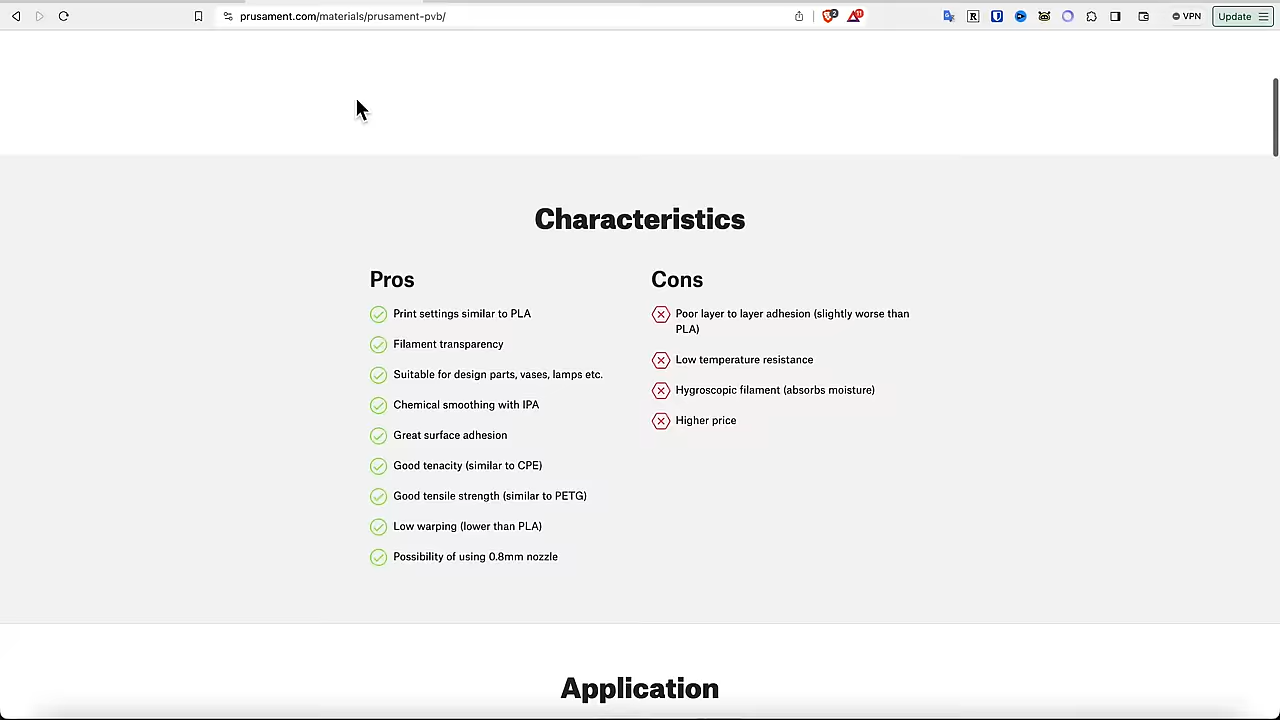 prusament.com/materials/prusament-pvb/
2
11
VPN
Update
Characteristics
Pros
Print settings similar to PLA
Filament transparency
Suitable for design parts, vases, lamps etc.
Chemical smoothing with IPA
Great surface adhesion
Good tenacity (similar to CPE)
Good tensile strength (similar to PETG)
Low warping (lower than PLA)
Possibility of using 0.8mm nozzle
Cons
Poor layer to layer adhesion (slightly worse than
PLA)
Low temperature resistance
Hygroscopic filament (absorbs moisture)
Higher price
Application